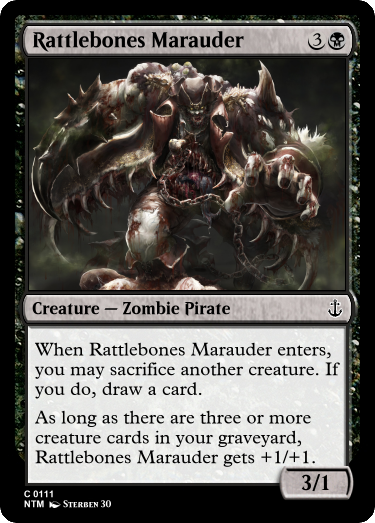 Rattlebones Marauder 3
Creature — Zombie Pirate
When Rattlebones Marauder enters,
you may sacrifice another creature. If
you do, draw a card.
As long as there are three or more
creature cards in your graveyard,
Rattlebones Marauder gets +1/+1.
3/1
C 0111
NTM Sterben 30